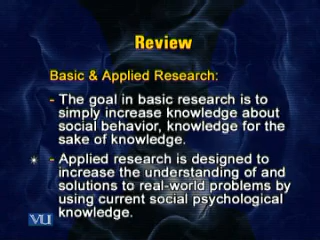 Review
Basic & Applied Research:
- The goal in basic research is to
simply increase knowledge about
social behavior, knowledge for the
sake of knowledge.
- Applied research is designed to
increase the understanding of and
solutions to real-world problems by
using current social psychological
knowledge.
VU